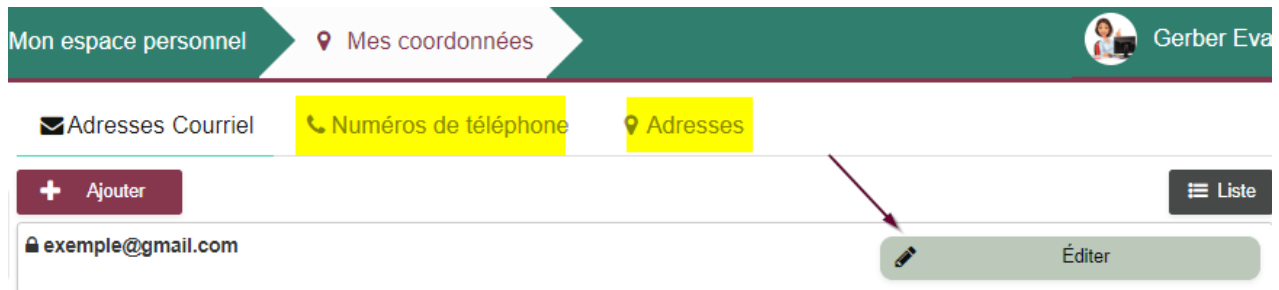 Mon espace personnel Mes coordonnées Gerber Eva
Adresses Courriel Numéros de téléphone Adresses
Ajouter Liste
exemple@gmail.com Éditer